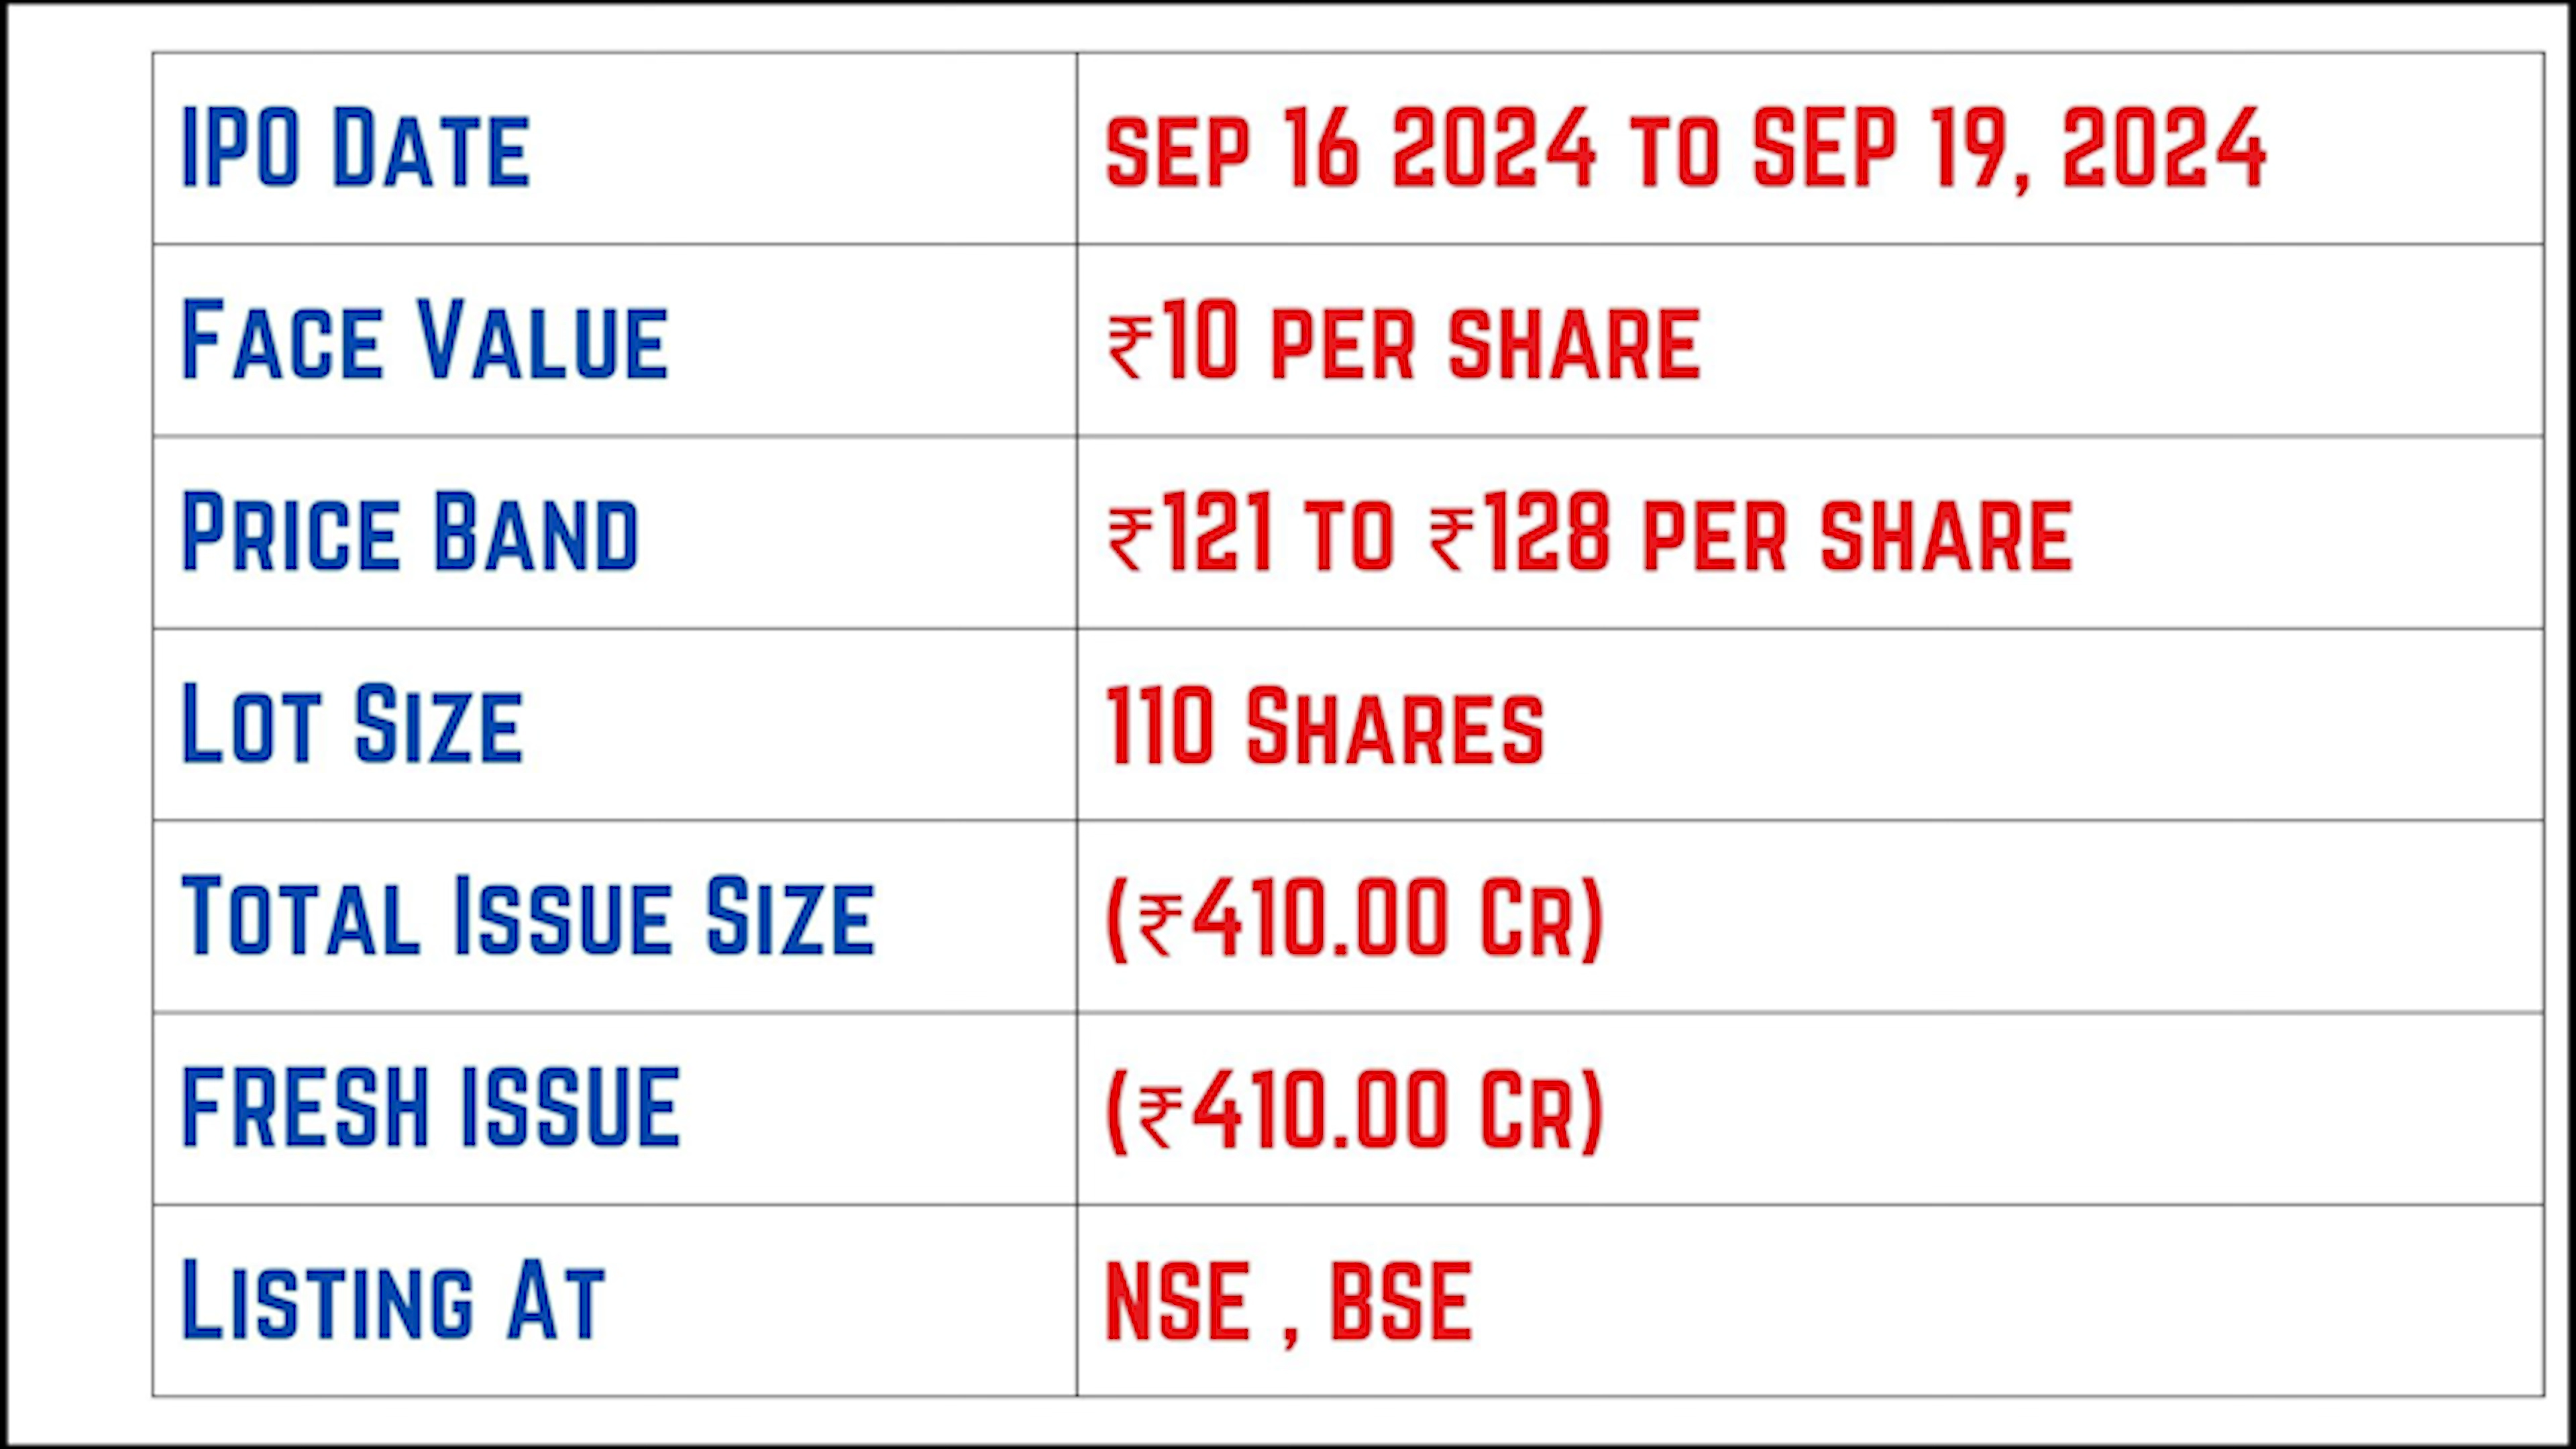 IPO Date
SEP 16 2024 to SEP 19, 2024
Face Value
₹10 per share
Price Band
₹121 to ₹128 per share
Lot Size
110 Shares
Total Issue Size
(₹410.00 Cr)
FRESH ISSUE
(₹410.00 Cr)
Listing At
NSE , BSE